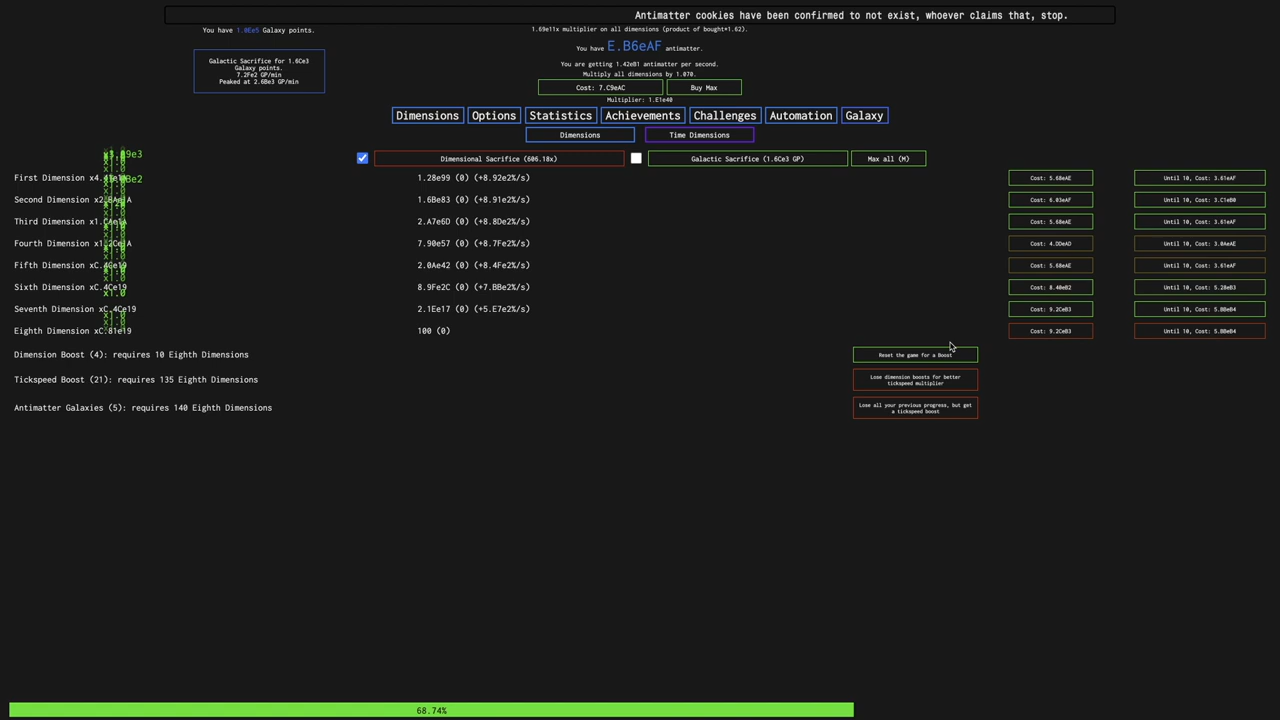 Antimatter cookies have been confirmed to not exist, whoever claims that, stop.
You have 1.0Ee5 Galaxy points.
1.69e11x multiplier on all dimensions (product of bought+1.62).
You have E.B6eAF antimatter.
Galactic Sacrifice for 1.6Ce3
Galaxy points.
7.2Fe2 GP/min
Peaked at 2.6Be3 GP/min
You are getting 1.42eB1 antimatter per second.
Multiply all dimensions by 1.070.
Cost: 7.C9eAC
Buy Max
Multiplier: 1.E1e40
Dimensions
Options
Statistics
Achievements
Challenges
Automation
Galaxy
Dimensions
Time Dimensions
Dimensional Sacrifice (606.18x)
Galactic Sacrifice (1.6Ce3 GP)
Max all (M)
First Dimension
1.28e99 (0) (+8.92e2%/s)
Cost: 5.68eAE
Until 10, Cost: 3.61eAF
Second Dimension
1.6Be83 (0) (+8.91e2%/s)
Cost: 6.03eAF
Until 10, Cost: 3.C1eB0
Third Dimension
2.A7e6D (0) (+8.8De2%/s)
Cost: 5.68eAE
Until 10, Cost: 3.61eAF
Fourth Dimension
7.90e57 (0) (+8.7Fe2%/s)
Cost: 4.DDeAD
Until 10, Cost: 3.0AeAE
Fifth Dimension
2.0Ae42 (0) (+8.4Fe2%/s)
Cost: 5.68eAE
Until 10, Cost: 3.61eAF
Sixth Dimension
8.9Fe2C (0) (+7.BBe2%/s)
Cost: 8.40eB2
Until 10, Cost: 5.28eB3
Seventh Dimension xC.4Ce19
2.1Ee17 (0) (+5.E7e2%/s)
Cost: 9.2CeB3
Until 10, Cost: 5.BBeB4
Eighth Dimension xC.81e19
100 (0)
Cost: 9.2CeB3
Until 10, Cost: 5.BBeB4
Dimension Boost (4): requires 10 Eighth Dimensions
Reset the game for a Boost
Tickspeed Boost (21): requires 135 Eighth Dimensions
Lose dimension boosts for better
tickspeed multiplier
Antimatter Galaxies (5): requires 140 Eighth Dimensions
Lose all your previous progress, but get
a tickspeed boost
68.74%